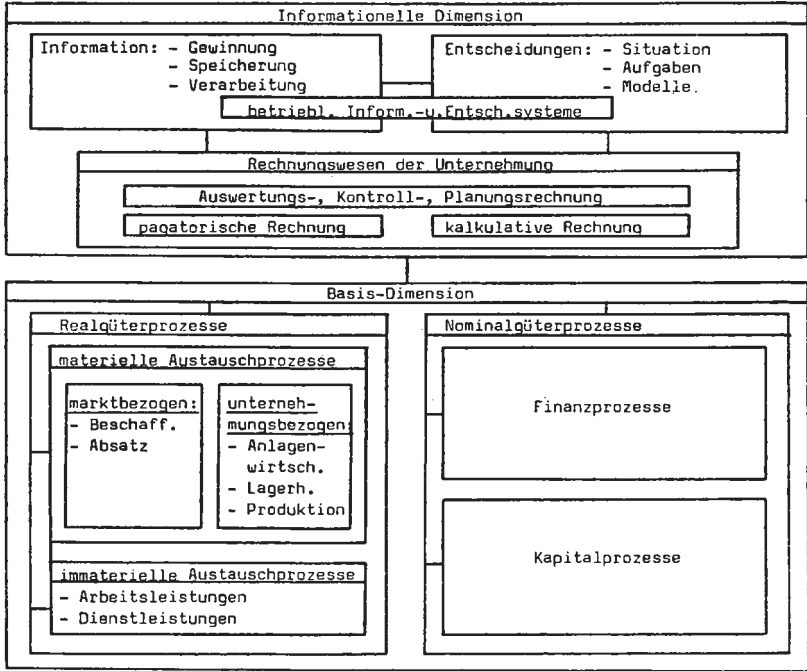 Informationelle Dimension
Information: - Gewinnung
- Speicherung
- Verarbeitung
Entscheidungen: - Situation
- Aufgaben
- Modelle.
betriebl. Inform.-u.Entsch.systeme
Rechnungswesen der Unternehmung
Auswertungs-, Kontroll-, Planungsrechnung
pagatorische Rechnung
kalkulative Rechnung
Basis-Dimension
Realgüterprozesse
materielle Austauschprozesse
marktbezogen:
- Beschaff.
- Absatz
unterneh-
mungsbezogen:
- Anlagen-
wirtsch.
- Lagerh.
- Produktion
immaterielle Austauschprozesse
- Arbeitsleistungen
- Dienstleistungen
Nominalgüterprozesse
Finanzprozesse
Kapitalprozesse